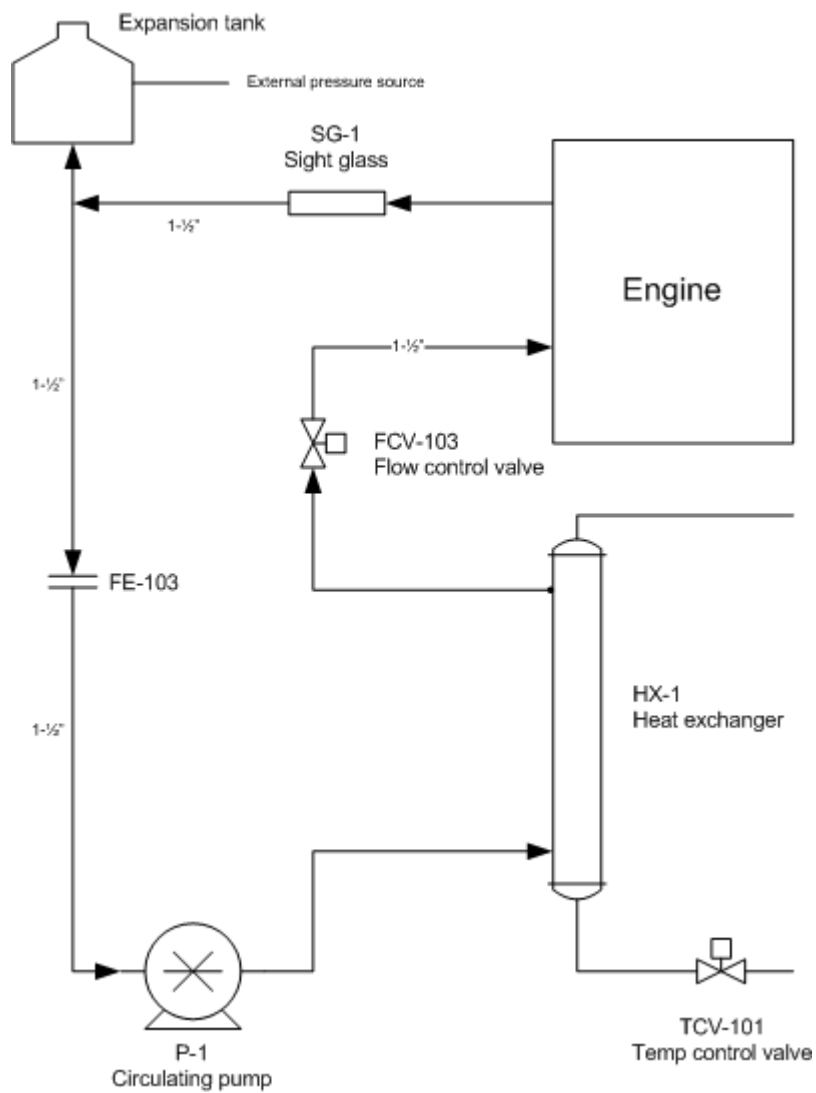 Expansion tank
External pressure source
SG-1
Sight glass
1-½"
Engine
1-½"
1-½"
FCV-103
Flow control valve
FE-103
HX-1
Heat exchanger
1-½"
TCV-101
Temp control valve
P-1
Circulating pump